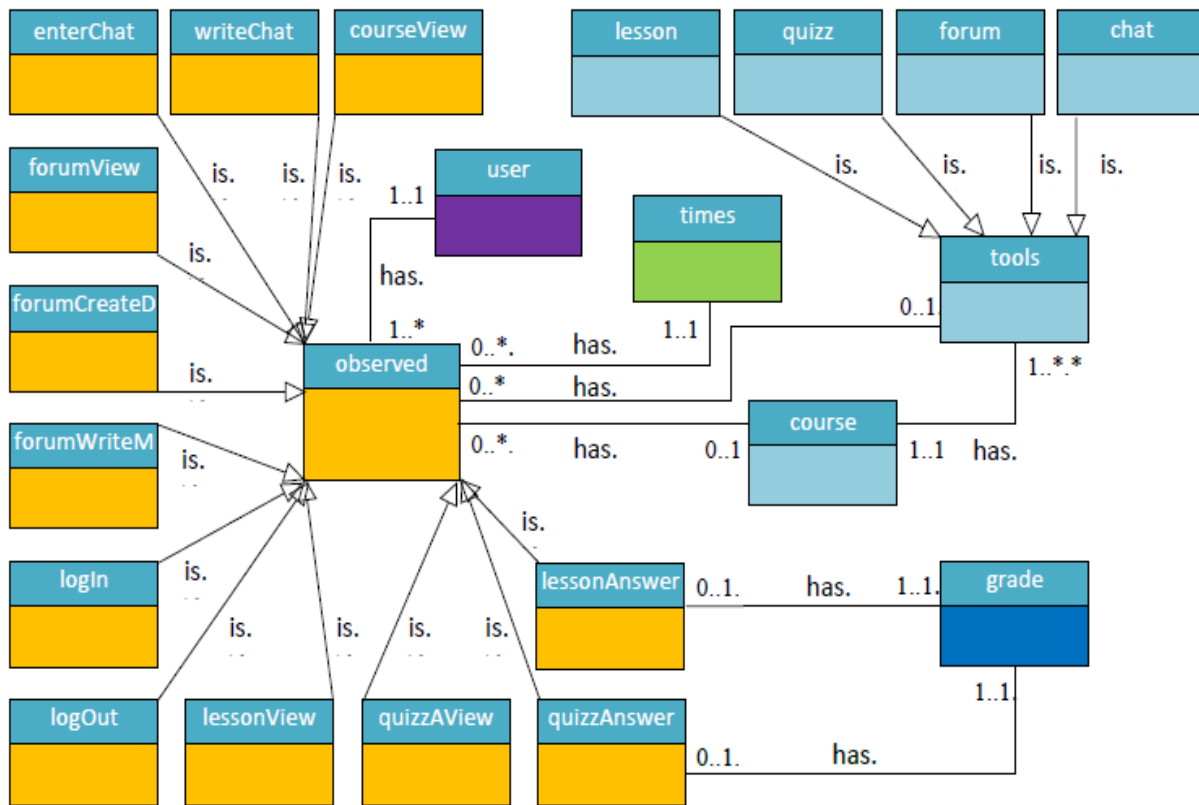 enterChat
writeChat
courseView
lesson
quizz
forum
chat
is.
is.
is.
user
is.
is.
is.
is.
forumView
1..1
times
is.
tools
has.
forumCreateD
0..1.
1..*
0..*.
has.
1..1
observed
1..*.*
is.
0..*
has.
course
forumWriteM
0..*.
has.
0..1
1..1
has.
is.
is.
logIn
is.
lessonAnswer
0..1.
has.
1..1.
grade
is.
is.
is.
is.
1..1.
logOut
lessonView
quizzAView
quizzAnswer
0..1.
has.